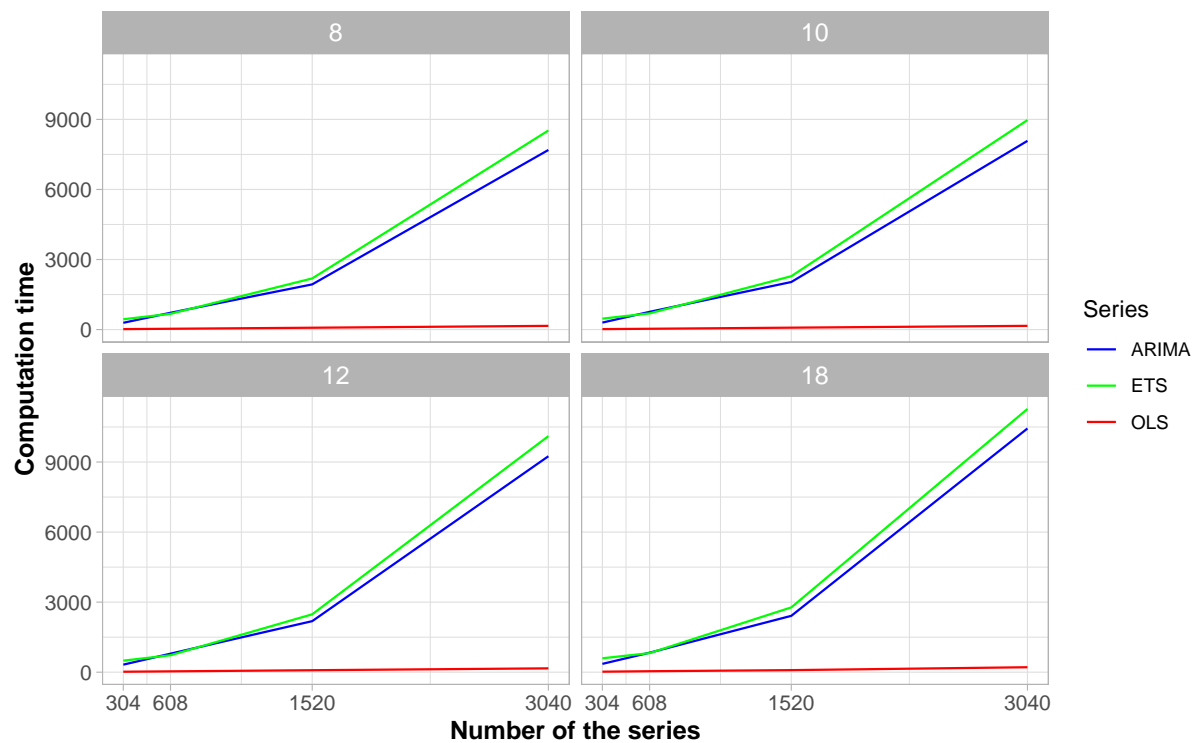 8
10
9000
6000
3000
0
12
18
9000
6000
3000
0
304 608 1520 3040
304 608 1520 3040
Computation time
Number of the series
Series
ARIMA
ETS
OLS